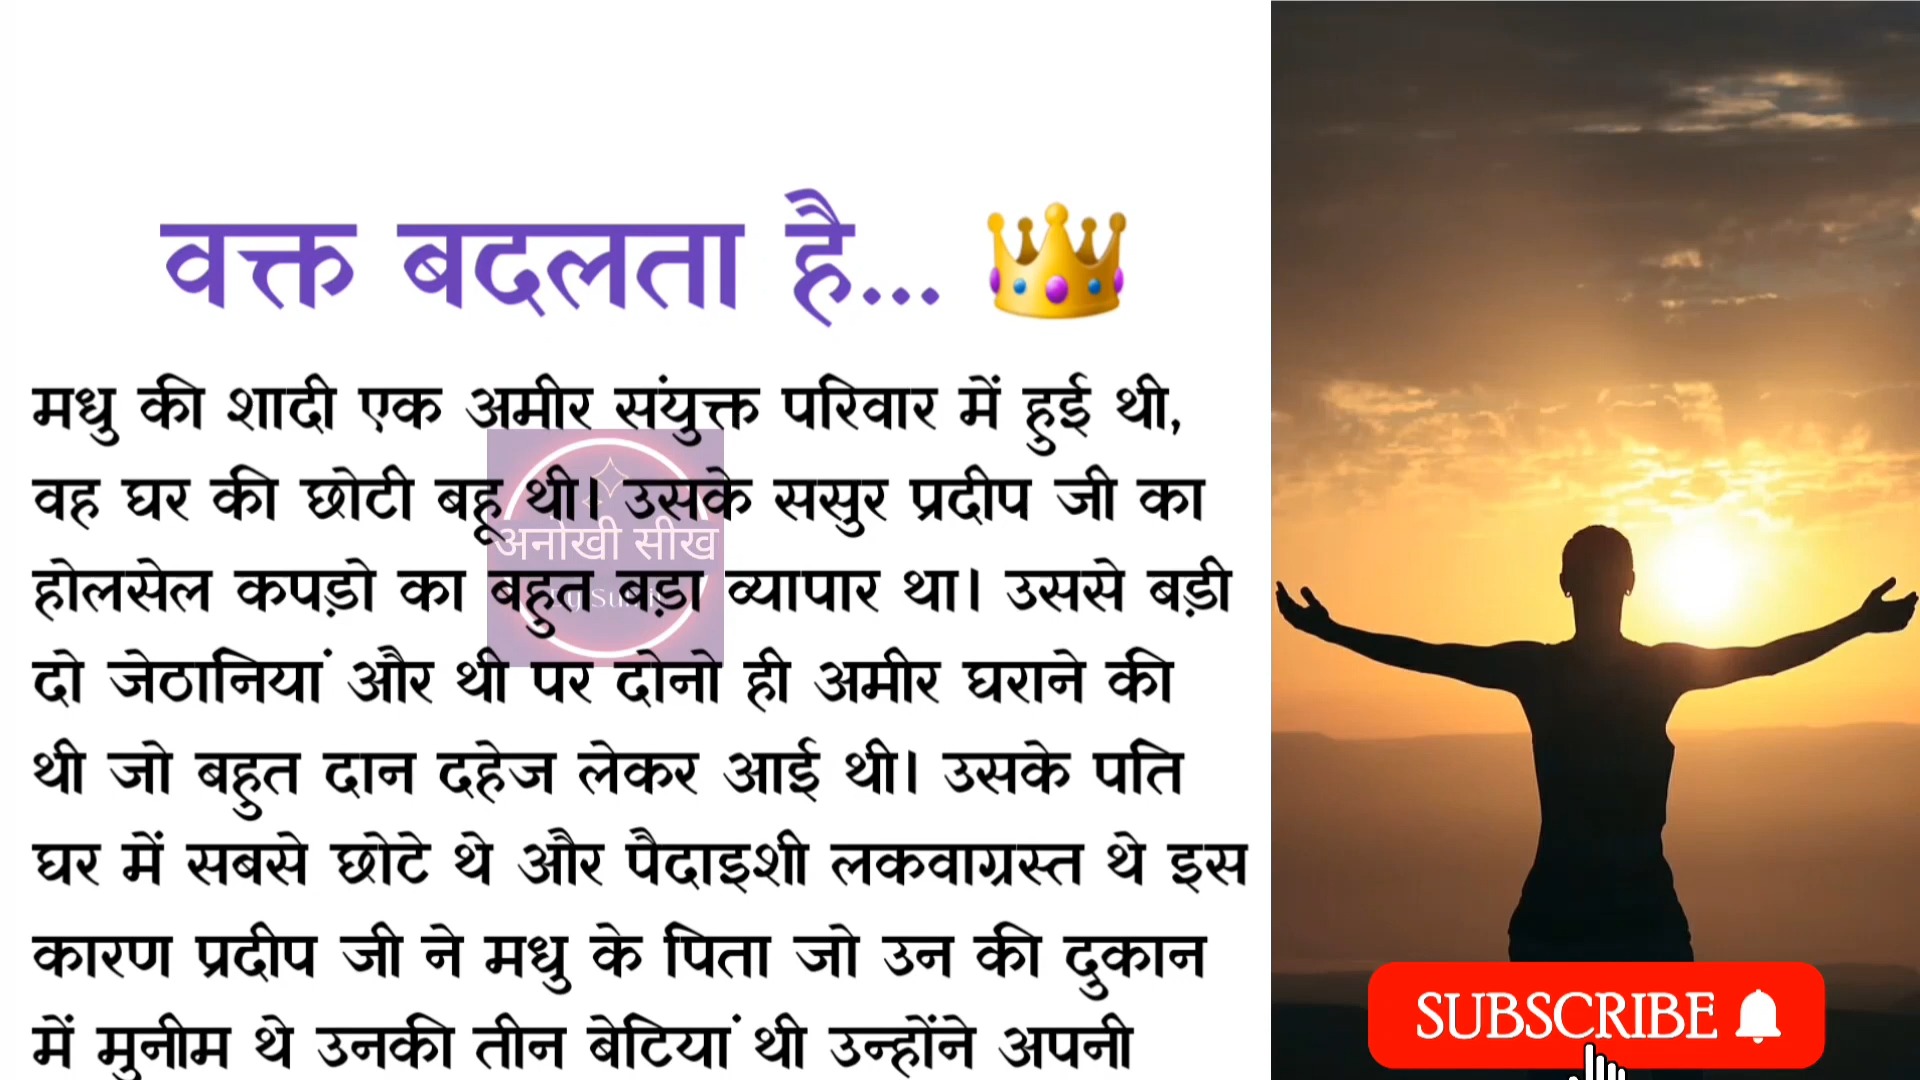 वक्त बदलता है... 👑
मधु की शादी एक अमीर संयुक्त परिवार में हुई थी,
वह घर की छोटी बहू थी। उसके ससुर प्रदीप जी का
होलसेल कपड़ो का बहुत बड़ा व्यापार था। उससे बड़ी
दो जेठानियां और थी पर दोनो ही अमीर घराने की
थी जो बहुत दान दहेज लेकर आई थी। उसके पति
घर में सबसे छोटे थे और पैदाइशी लकवाग्रस्त थे इस
कारण प्रदीप जी ने मधु के पिता जो उन की दुकान
में मुनीम थे उनकी तीन बेटियां थी उन्होंने अपनी
अनोखी सीख
SUBSCRIBE